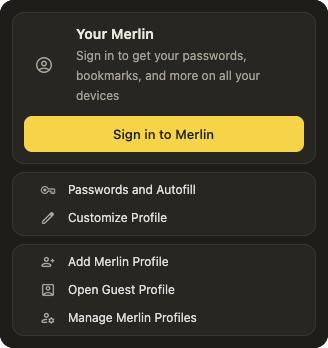 Your Merlin
Sign in to get your passwords,
bookmarks, and more on all your
devices
Sign in to Merlin
Passwords and Autofill
Customize Profile
Add Merlin Profile
Open Guest Profile
Manage Merlin Profiles